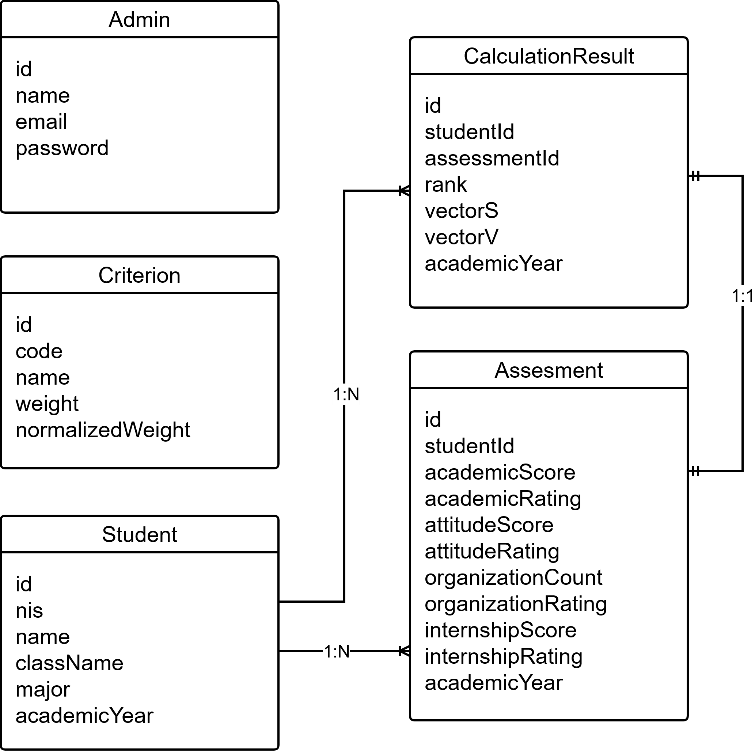 Admin
id
name
email
password
Criterion
id
code
name
weight
normalizedWeight
Student
id
nis
name
className
major
academicYear
1:N
1:N
CalculationResult
id
studentId
assessmentId
rank
vectorS
vectorV
academicYear
1:1
Assesment
id
studentId
academicScore
academicRating
attitudeScore
attitudeRating
organizationCount
organizationRating
internshipScore
internshipRating
academicYear